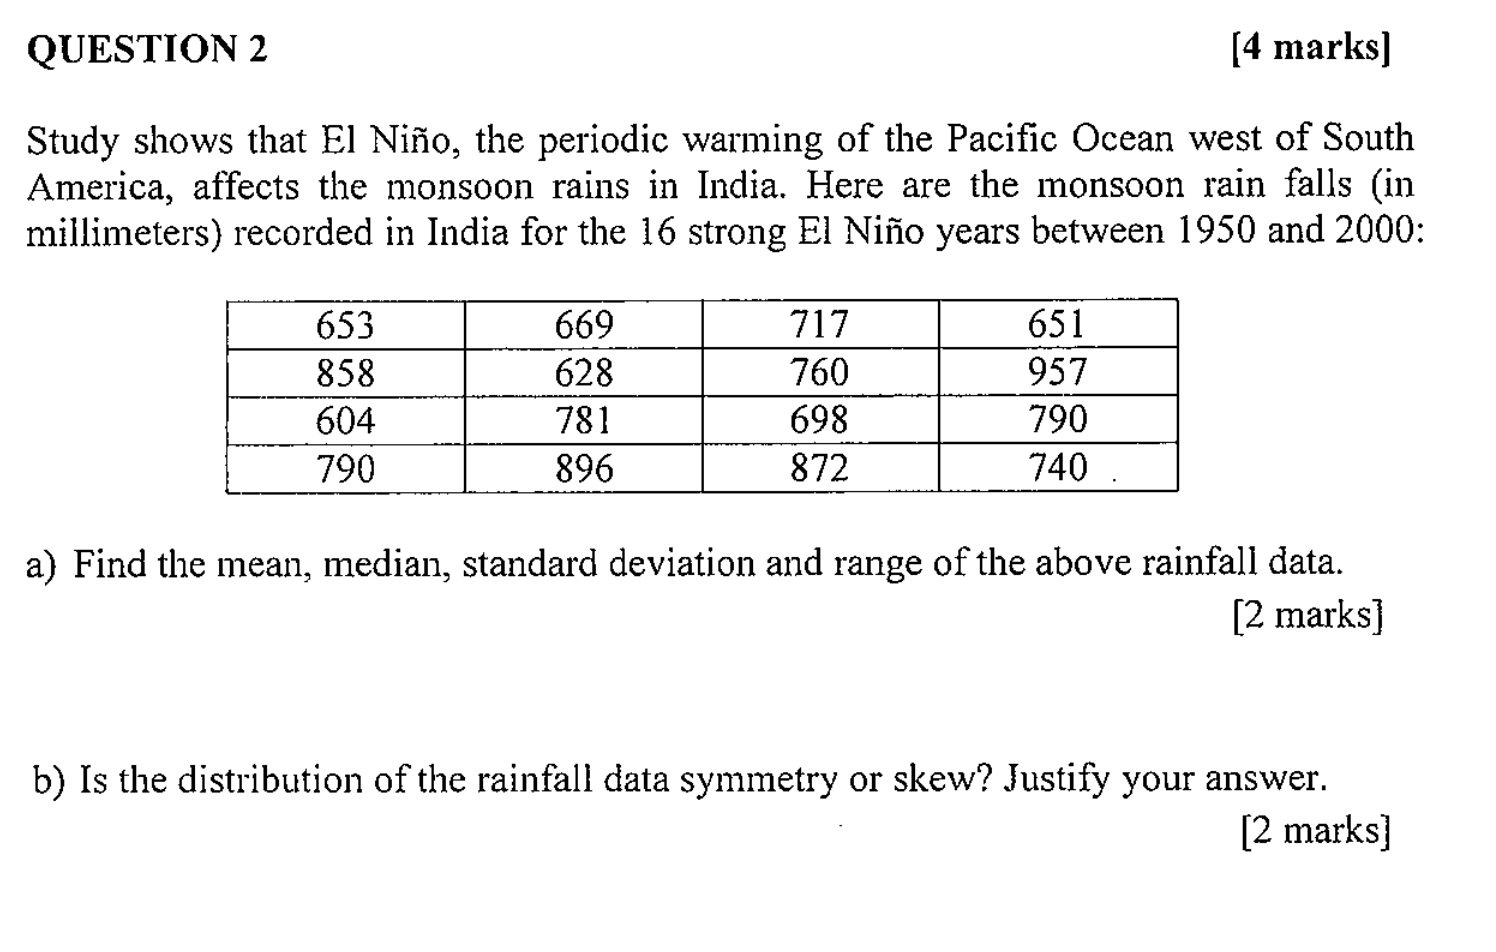 QUESTION 2 [4 marks]
Study shows that El Niño, the periodic warming of the Pacific Ocean west of South
America, affects the monsoon rains in India. Here are the monsoon rain falls (in
millimeters) recorded in India for the 16 strong El Niño years between 1950 and 2000:
653 669 717 651
858 628 760 957
604 781 698 790
790 896 872 740
a) Find the mean, median, standard deviation and range of the above rainfall data.
[2 marks]
b) Is the distribution of the rainfall data symmetry or skew? Justify your answer.
[2 marks]